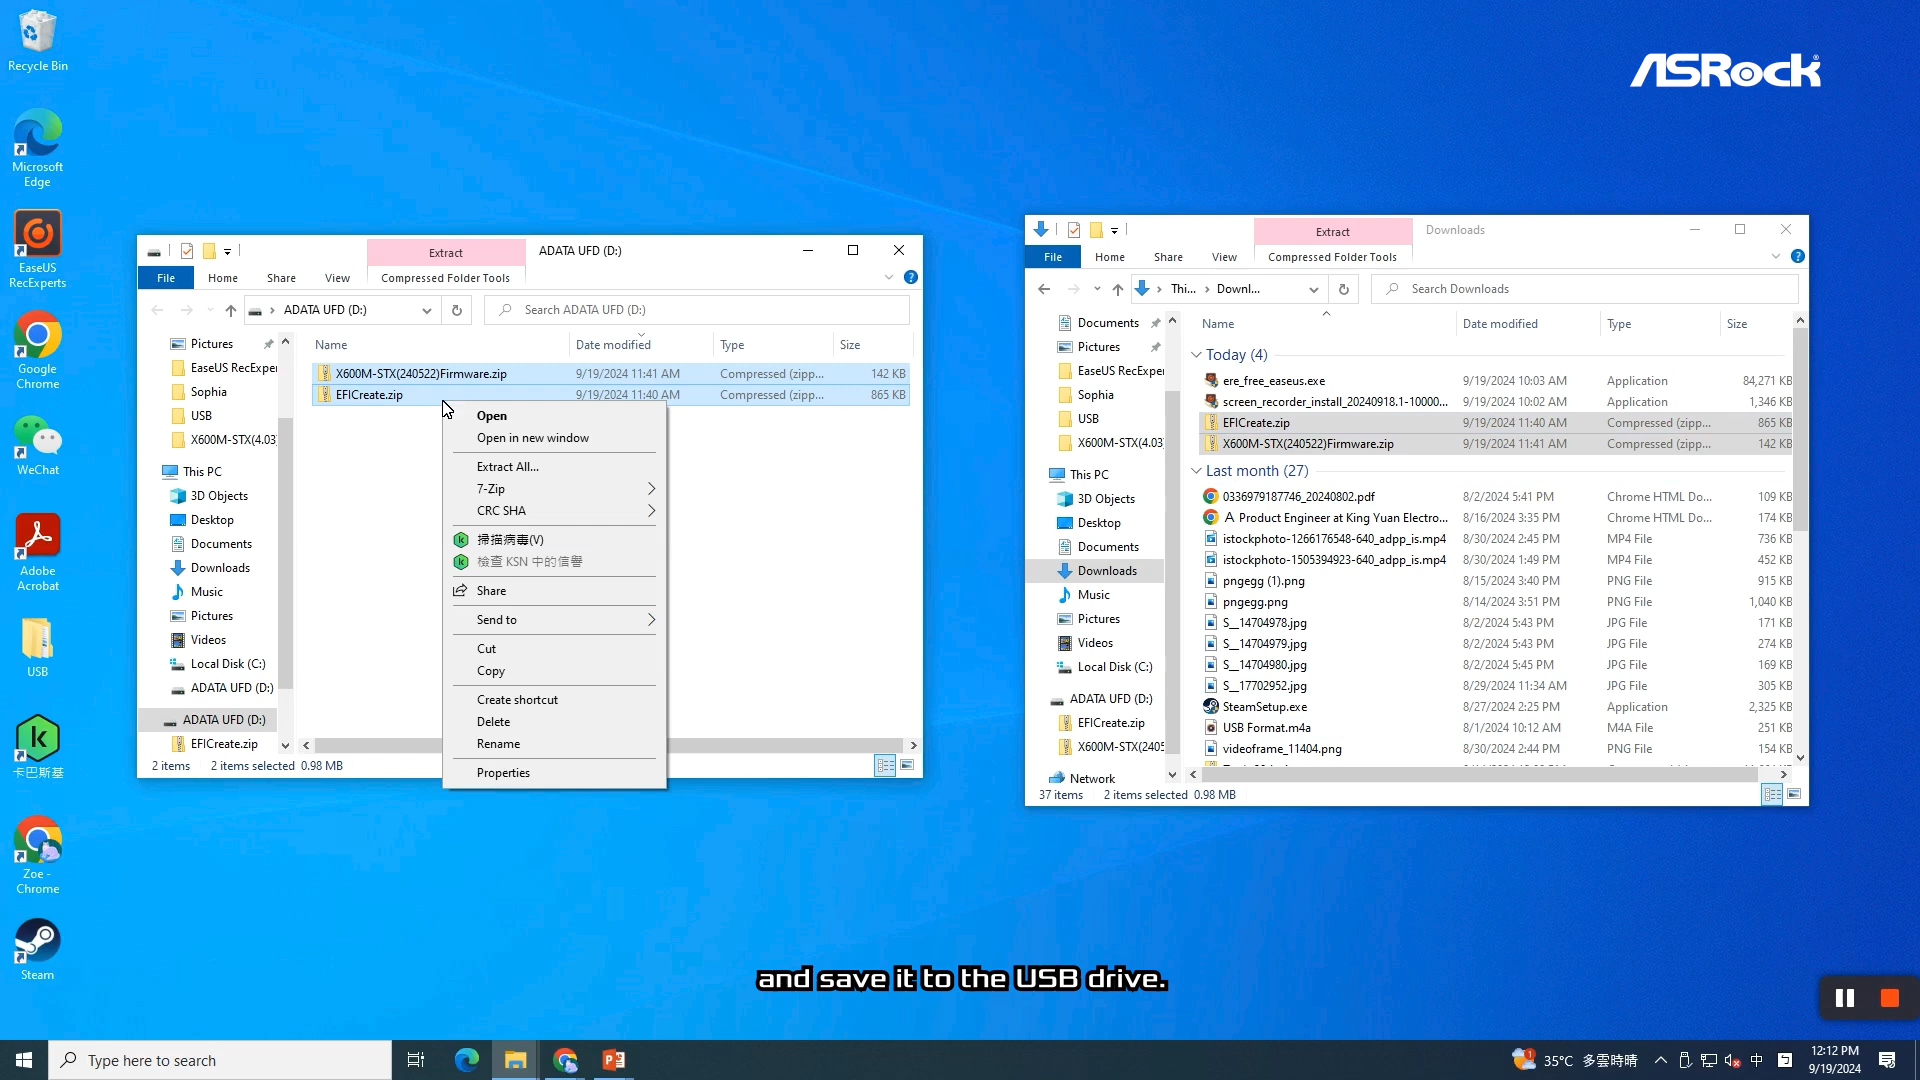 Recycle Bin
Microsoft
Edge
EaseUS
RecExperts
Google
Chrome
WeChat
Adobe
Acrobat
USB
卡巴斯基
Zoe -
Chrome
Steam
ASRock
Extract
ADATA UFD (D:)
File
Home
Share
View
Compressed Folder Tools
ADATA UFD (D:)
Search ADATA UFD (D:)
Pictures
EaseUS RecExper
Sophia
USB
X600M-STX(4.03)
This PC
3D Objects
Desktop
Documents
Downloads
Music
Pictures
Videos
Local Disk (C:)
ADATA UFD (D:)
ADATA UFD (D:)
EFICreate.zip
Name Date modified Type Size
X600M-STX(240522)Firmware.zip 9/19/2024 11:41 AM Compressed (zipp... 142 KB
EFICreate.zip 9/19/2024 11:40 AM Compressed (zipp... 865 KB
Open
Open in new window
Extract All...
7-Zip
CRC SHA
掃描病毒(V)
檢查 KSN 中的信譽
Share
Send to
Cut
Copy
Create shortcut
Delete
Rename
Properties
2 items 2 items selected 0.98 MB
Extract
Downloads
File
Home
Share
View
Compressed Folder Tools
Thi... Downl...
Search Downloads
Documents
Pictures
EaseUS RecExper
Sophia
USB
X600M-STX(4.03)
This PC
3D Objects
Desktop
Documents
Downloads
Music
Pictures
Videos
Local Disk (C:)
ADATA UFD (D:)
EFICreate.zip
X600M-STX(2405
Network
Name Date modified Type Size
Today (4)
ere_free_easeus.exe 9/19/2024 10:03 AM Application 84,271 KB
screen_recorder_install_20240918.1-10000... 9/19/2024 10:02 AM Application 1,346 KB
EFICreate.zip 9/19/2024 11:40 AM Compressed (zipp... 865 KB
X600M-STX(240522)Firmware.zip 9/19/2024 11:41 AM Compressed (zipp... 142 KB
Last month (27)
0336979187746_20240802.pdf 8/2/2024 5:41 PM Chrome HTML Do... 109 KB
A Product Engineer at King Yuan Electro... 8/16/2024 3:35 PM Chrome HTML Do... 174 KB
istockphoto-1266176548-640_adpp_is.mp4 8/30/2024 2:45 PM MP4 File 736 KB
istockphoto-1505394923-640_adpp_is.mp4 8/30/2024 1:49 PM MP4 File 452 KB
pngegg (1).png 8/15/2024 3:40 PM PNG File 915 KB
pngegg.png 8/14/2024 3:51 PM PNG File 1,040 KB
S__14704978.jpg 8/2/2024 5:43 PM JPG File 171 KB
S__14704979.jpg 8/2/2024 5:43 PM JPG File 274 KB
S__14704980.jpg 8/2/2024 5:45 PM JPG File 169 KB
S__17702952.jpg 8/29/2024 11:34 AM JPG File 305 KB
SteamSetup.exe 8/27/2024 2:25 PM Application 2,325 KB
USB Format.m4a 8/1/2024 10:12 AM M4A File 251 KB
videoframe_11404.png 8/30/2024 2:44 PM PNG File 154 KB
37 items 2 items selected 0.98 MB
and save it to the USB drive.
Type here to search
35°C 多雲時晴
中
12:12 PM
9/19/2024